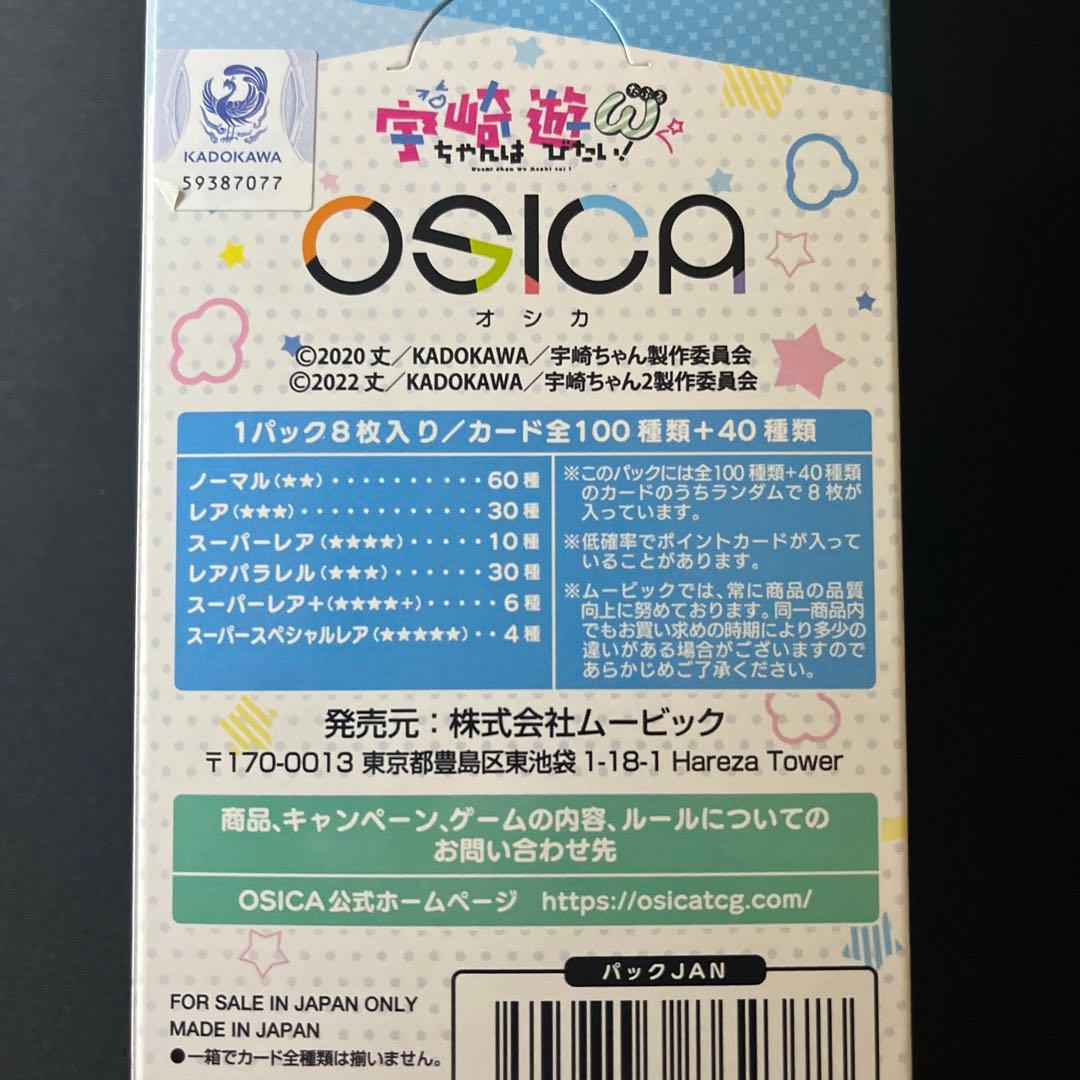 KADOKAWA
59387077
宇崎ちゃんは遊びたい!ω
だぶる
Uzaki chan wa Asobi tai !
OSICA
オシカ
©2020 丈/KADOKAWA/宇崎ちゃん製作委員会
©2022 丈/KADOKAWA/宇崎ちゃん2製作委員会
1パック8枚入り/カード全100種類+40種類
ノーマル(★★)・・・・・・・・・・60種
レア(★★★)・・・・・・・・・・・・30種
スーパーレア(★★★★)・・・・・10種
レアパラレル(★★★)・・・・・・30種
スーパーレア+(★★★★+)・・・・・6種
スーパースペシャルレア(★★★★★)・・4種
※このパックには全100種類+40種類
のカードのうちランダムで8枚が
入っています。
※低確率でポイントカードが入って
いることがあります。
※ムービックでは、常に商品の品質
向上に努めております。同一商品内
でもお買い求めの時期により多少の
違いがある場合がございますので
あらかじめご了承ください。
発売元:株式会社ムービック
〒170-0013 東京都豊島区東池袋 1-18-1 Hareza Tower
商品、キャンペーン、ゲームの内容、ルールについての
お問い合わせ先
OSICA公式ホームページ https://osicatcg.com/
パックJAN
FOR SALE IN JAPAN ONLY
MADE IN JAPAN
●一箱でカード全種類は揃いません。